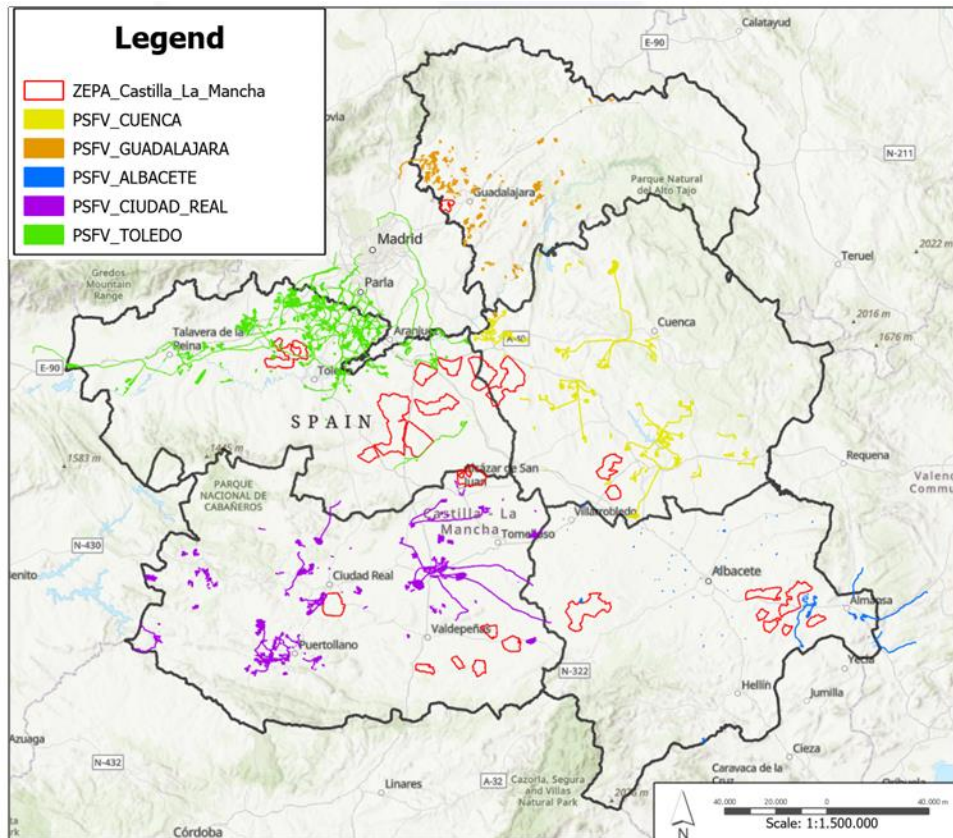 Legend
ZEPA_Castilla_La_Mancha
PSFV_CUENCA
PSFV_GUADALAJARA
PSFV_ALBACETE
PSFV_CIUDAD_REAL
PSFV_TOLEDO
Calatayud
E-90
ovia
N-211
Guadalajara
Parque Natural
del Alto Tajo
Madrid
2022 m
Teruel
Gredos
Mountain
Range
Parla
2016 m
Talavera de la
Reina
Aranjuez
A-40
Cuenca
1676 m
E-90
Toledo
SPAIN
1445 m
1583 m
Requena
Alcázar de San
Juan
Valen
Commu
PARQUE
NACIONAL DE
CABAÑEROS
Castilla - La
Mancha
Villarrobledo
Tomelloso
N-430
Benito
Ciudad Real
Albacete
Almansa
Valdepeñas
Puertollano
N-322
Yecla
Hellín
Jumilla
Azuaga
Cieza
N-432
Linares
A-32
Cazorla, Segura
and Villas
Natural Park
Caravaca de la
Cruz
Orihuela
Córdoba
40,000 m
20,000
0
40,000 m
Scale: 1:1.500.000
N